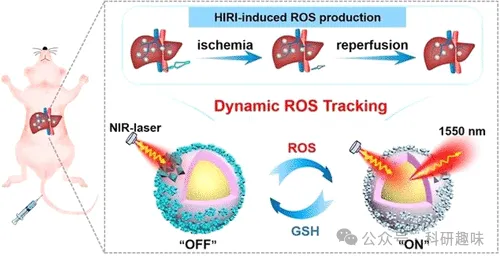 HIRI-induced ROS production
ischemia
reperfusion
Dynamic ROS Tracking
NIR-laser
1550 nm
ROS
GSH
"OFF"
"ON"
公众号·科研趣味